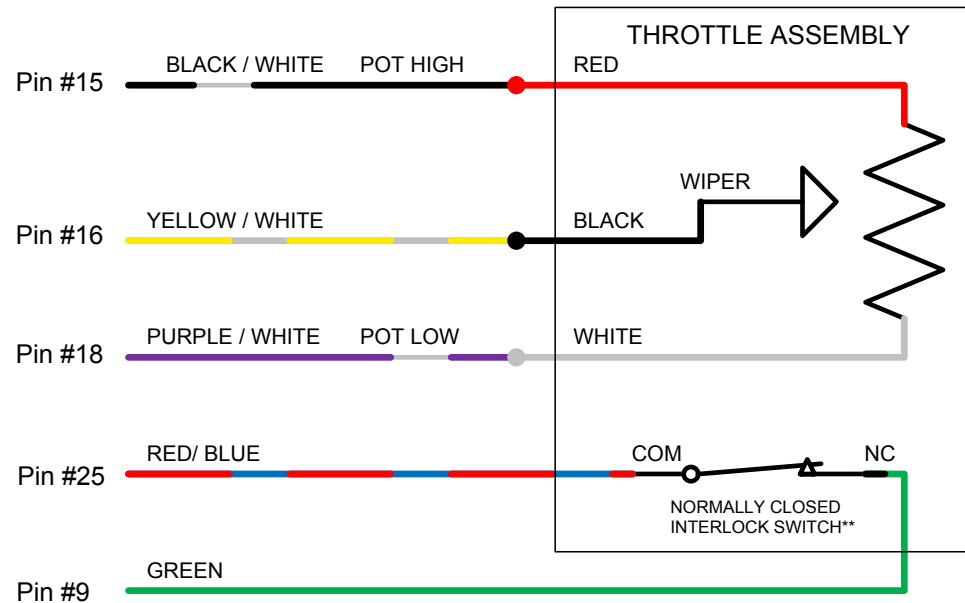 THROTTLE ASSEMBLY
Pin #15
BLACK / WHITE
POT HIGH
RED
WIPER
Pin #16
YELLOW / WHITE
BLACK
Pin #18
PURPLE / WHITE
POT LOW
WHITE
Pin #25
RED/ BLUE
COM
NC
NORMALLY CLOSED
INTERLOCK SWITCH**
Pin #9
GREEN